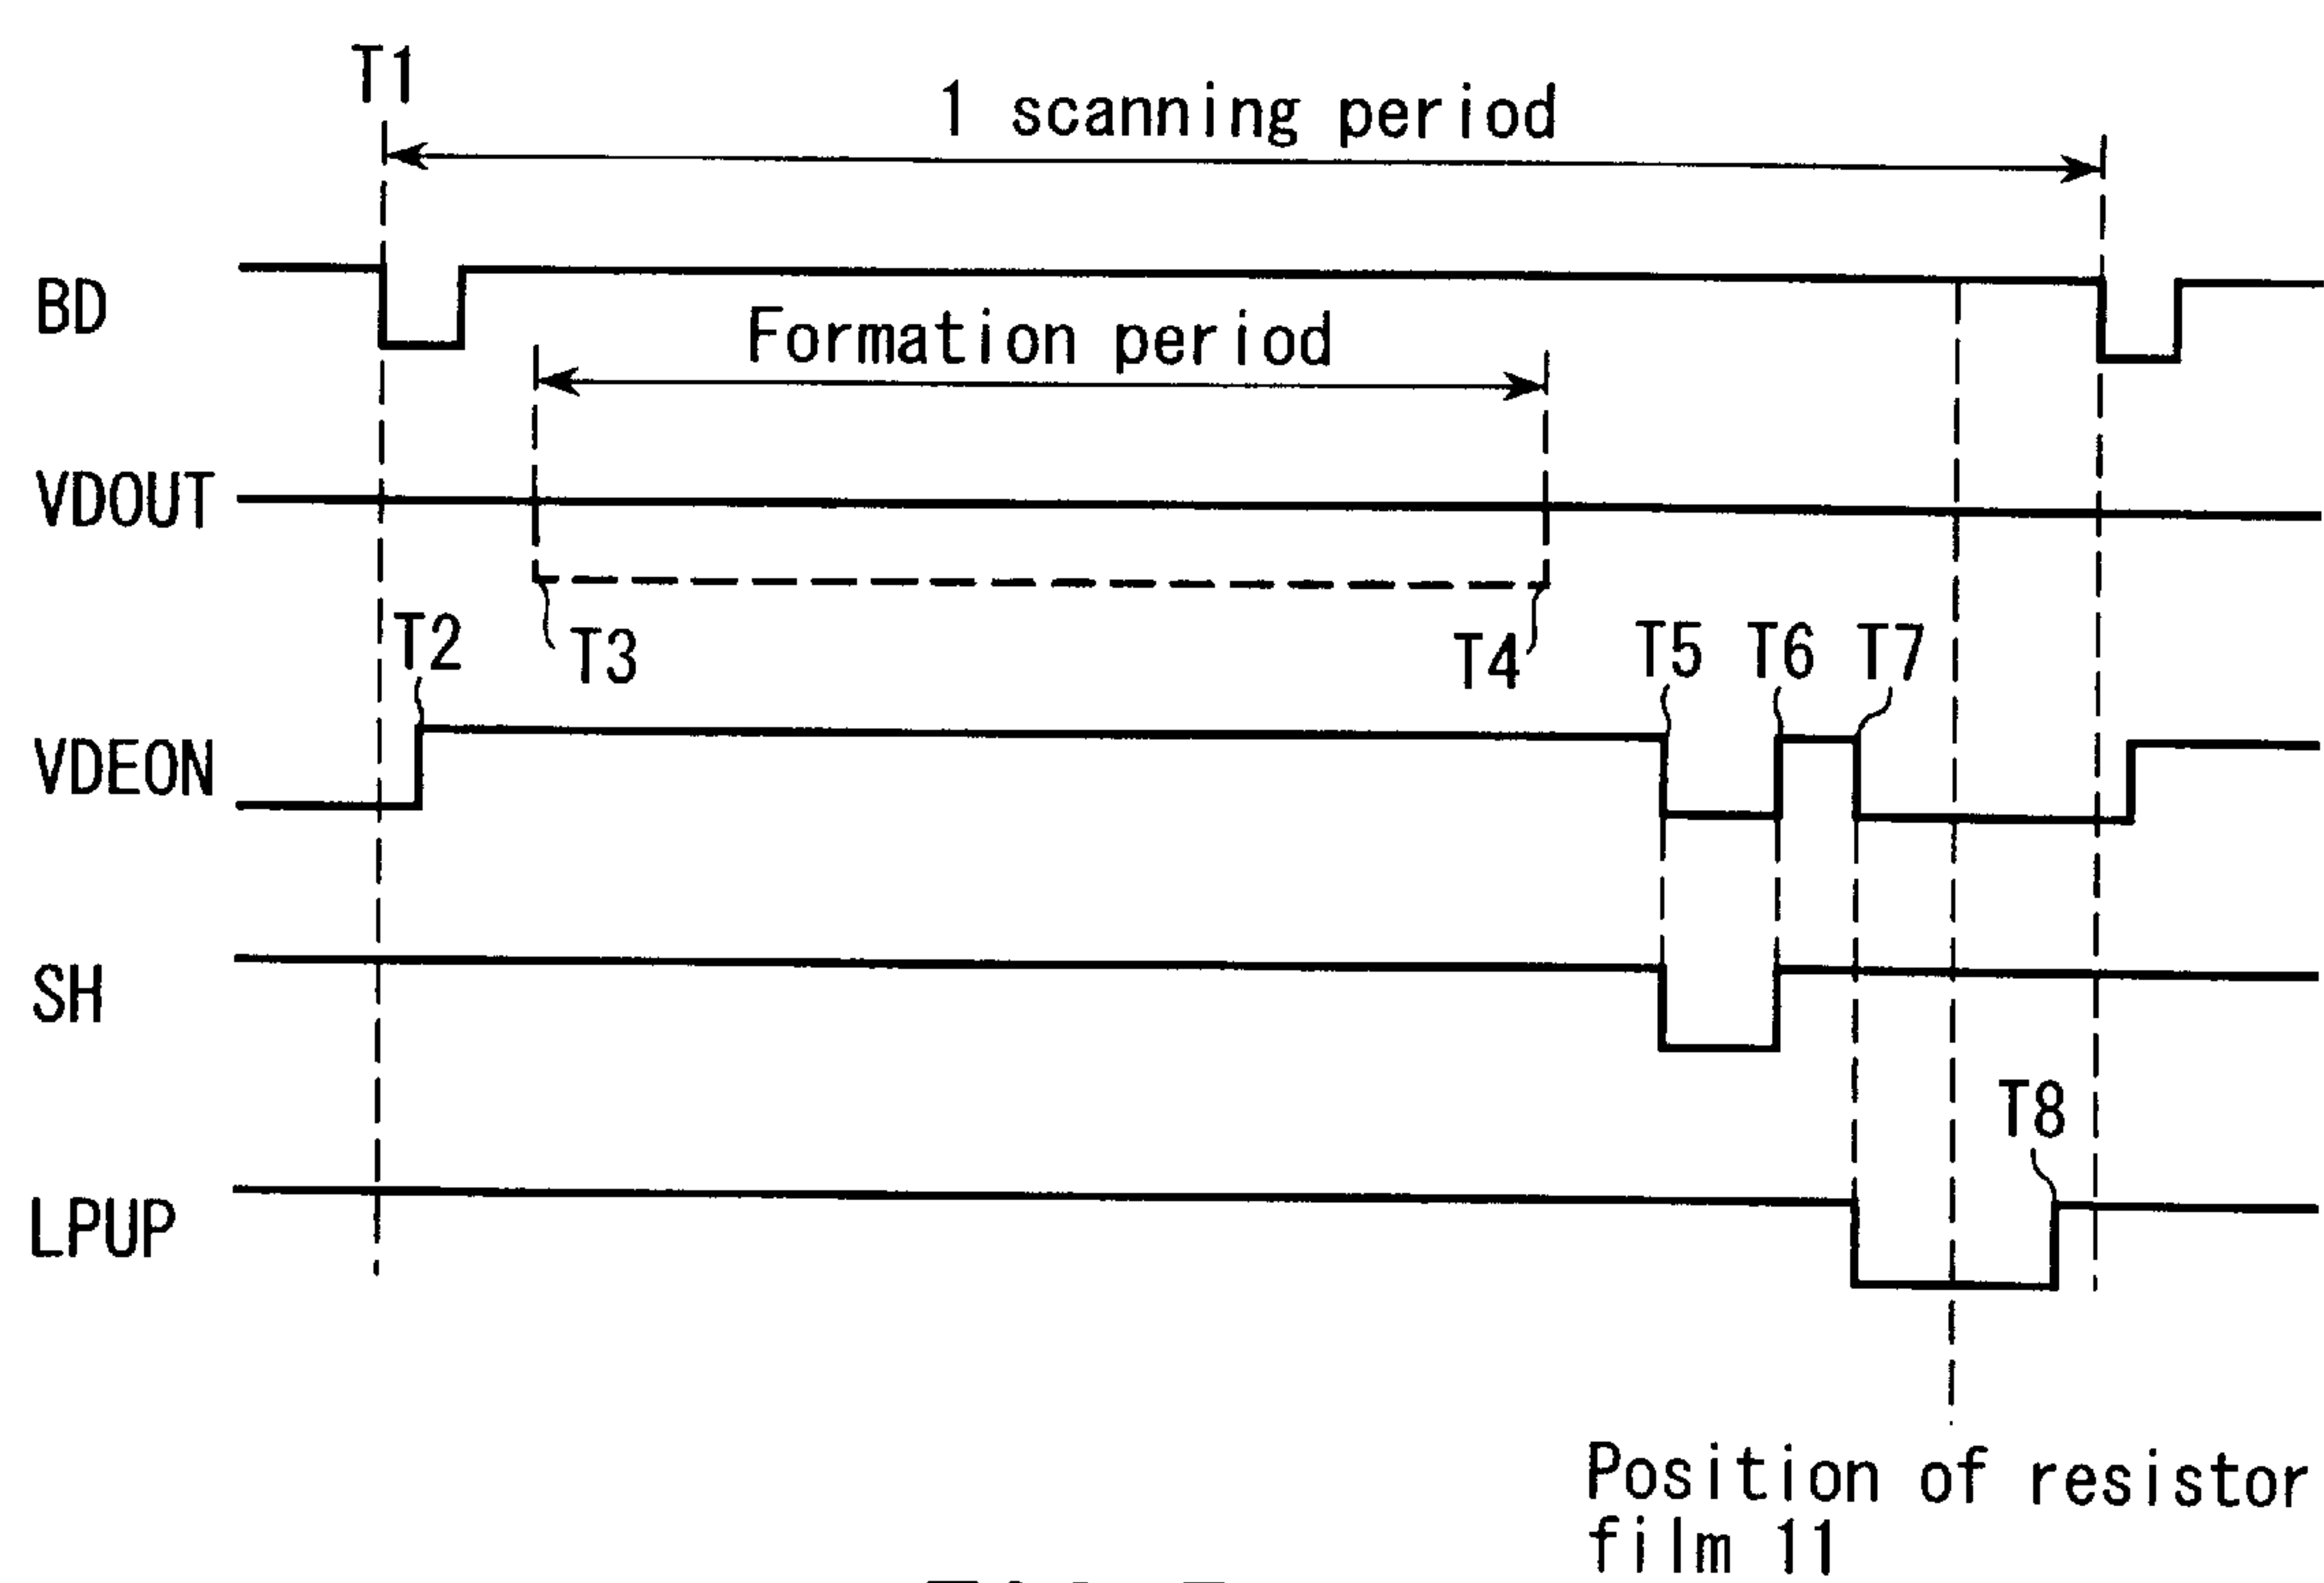 T1
1 scanning period
BD
Formation period
VDOUT
T2
T3
T4
T5
T6
T7
VDEON
SH
T8
LPUP
Position of resistor
film 11